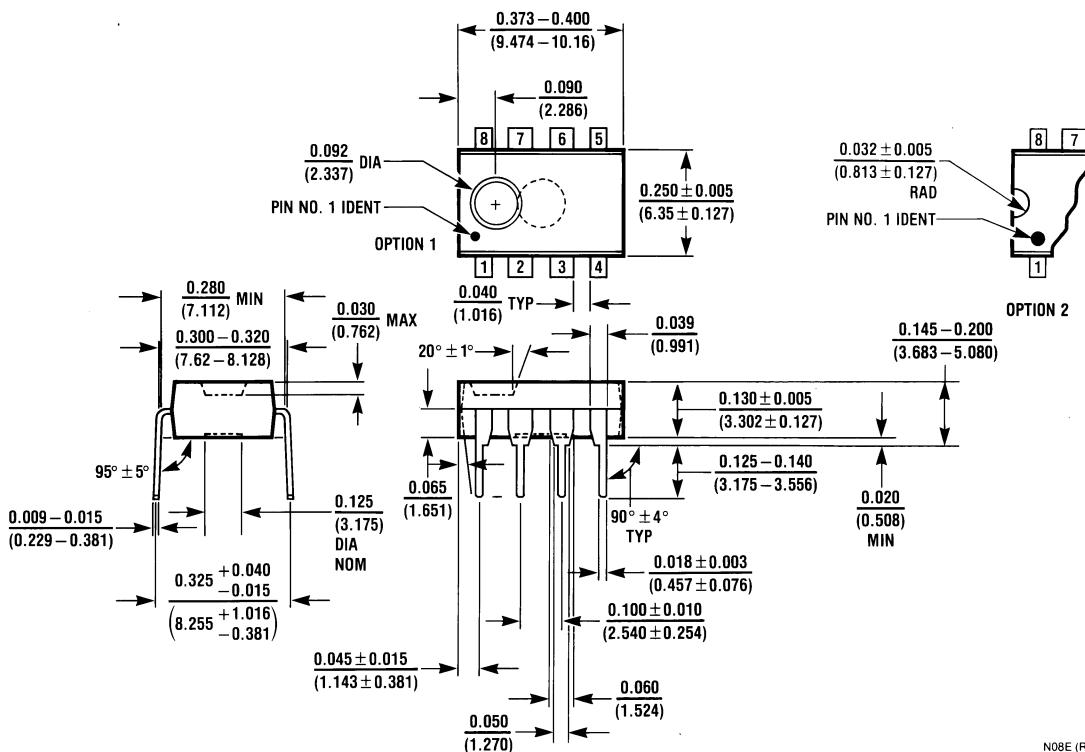 0.373 – 0.400
(9.474 – 10.16)
0.090
(2.286)
8 7 6 5
0.092 DIA
(2.337)
PIN NO. 1 IDENT
OPTION 1
1 2 3 4
0.250 ± 0.005
(6.35 ± 0.127)
8 7
0.032 ± 0.005
(0.813 ± 0.127)
RAD
PIN NO. 1 IDENT
1
OPTION 2
0.280 MIN
(7.112)
0.300 – 0.320
(7.62 – 8.128)
0.030 MAX
(0.762)
0.040 TYP
(1.016)
0.039
(0.991)
20° ± 1°
0.145 – 0.200
(3.683 – 5.080)
0.130 ± 0.005
(3.302 ± 0.127)
0.125 – 0.140
(3.175 – 3.556)
0.020
(0.508)
MIN
95° ± 5°
0.009 – 0.015
(0.229 – 0.381)
0.125
(3.175)
DIA
NOM
0.065
(1.651)
90° ± 4°
TYP
0.325 +0.040
–0.015
(8.255 +1.016
–0.381)
0.018 ± 0.003
(0.457 ± 0.076)
0.100 ± 0.010
(2.540 ± 0.254)
0.045 ± 0.015
(1.143 ± 0.381)
0.060
(1.524)
0.050
(1.270)
N08E (R